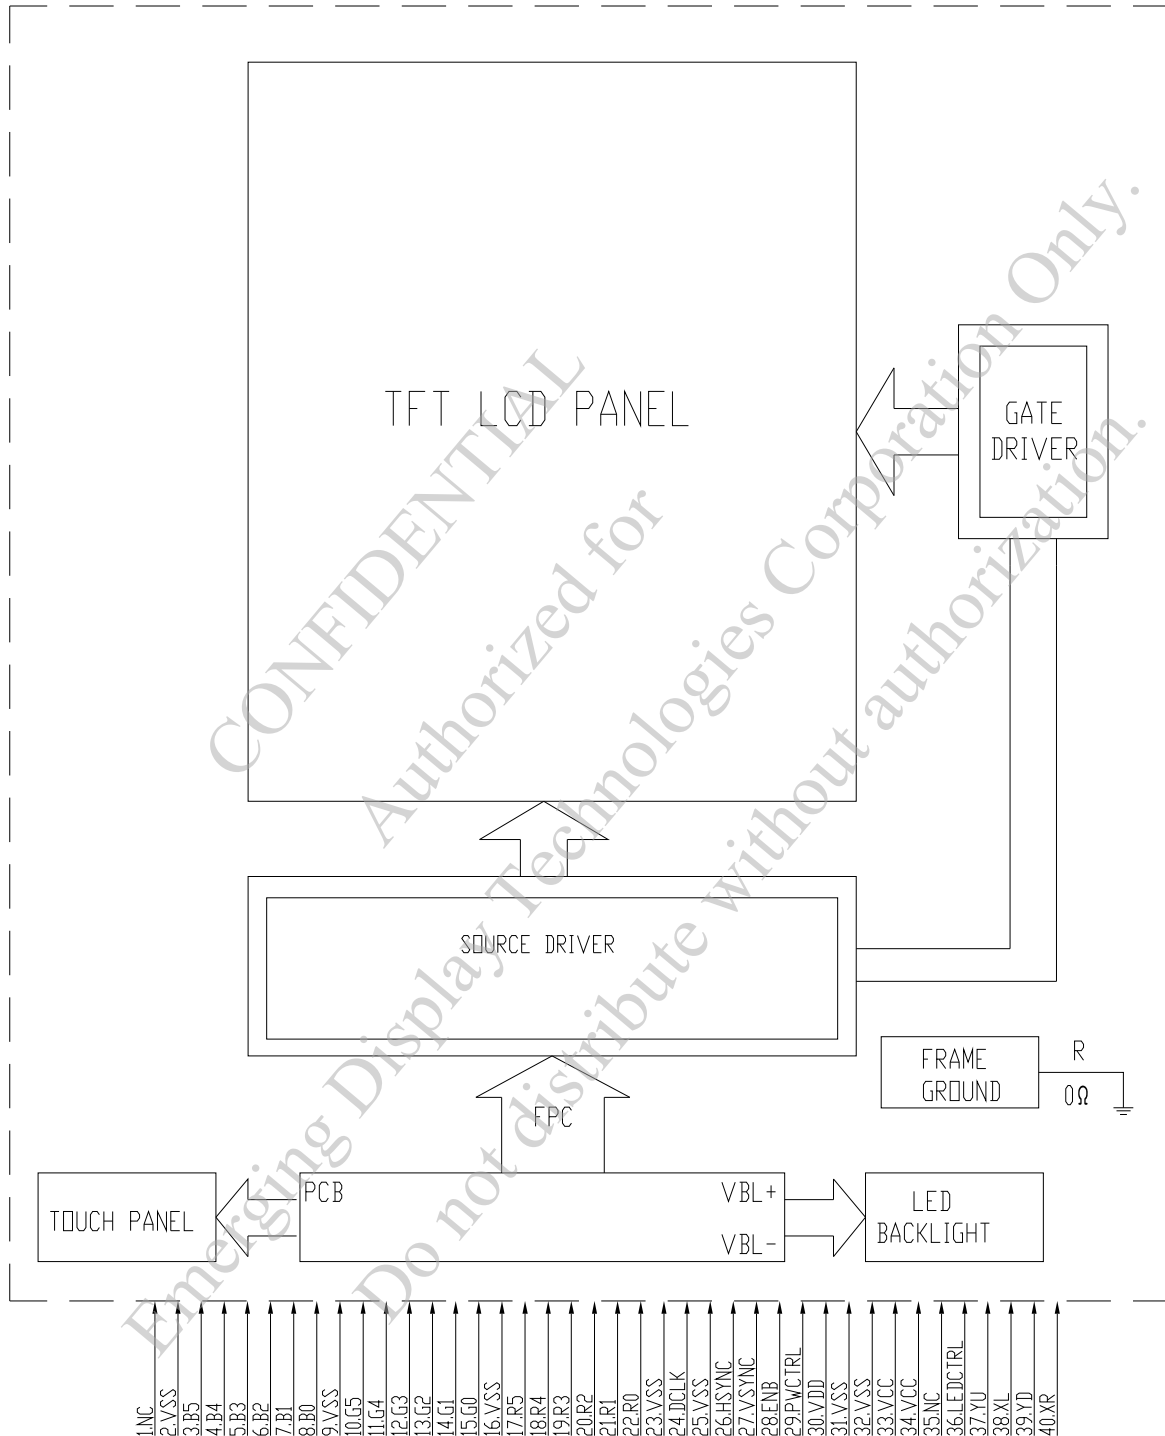 TFT LCD PANEL
GATE
DRIVER
SOURCE DRIVER
FRAME
GROUND
R
0Ω
FPC
TOUCH PANEL
PCB
VBL+
VBL-
LED
BACKLIGHT
1.NC
2.VSS
3.B5
4.B4
5.B3
6.B2
7.B1
8.B0
9.VSS
10.G5
11.G4
12.G3
13.G2
14.G1
15.G0
16.VSS
17.R5
18.R4
19.R3
20.R2
21.R1
22.R0
23.VSS
24.DCLK
25.VSS
26.HSYNC
27.VSYNC
28.ENB
29.PWCTRL
30.VDD
31.VSS
32.VSS
33.VCC
34.VCC
35.NC
36.LEDCTRL
37.YU
38.XL
39.YD
40.XR
CONFIDENTIAL
Authorized for
Emerging Display Technologies Corporation Only.
Do not distribute without authorization.